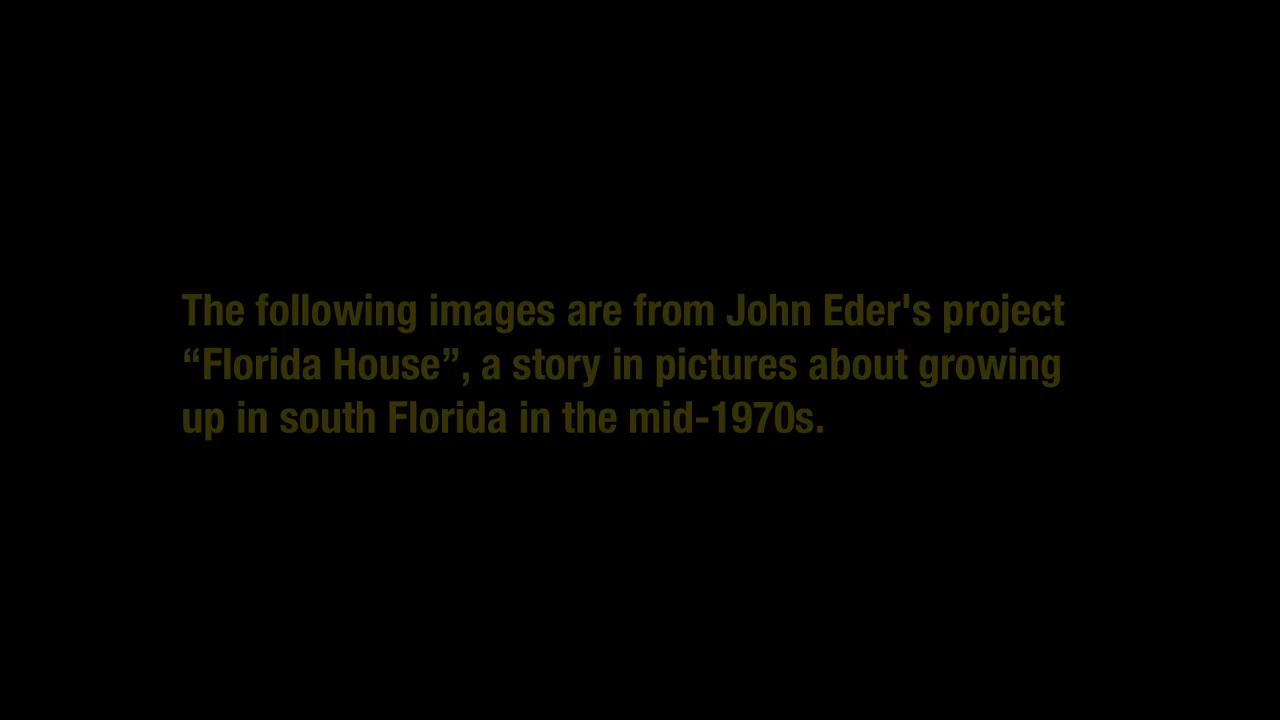 The following images are from John Eder's project
“Florida House”, a story in pictures about growing
up in south Florida in the mid-1970s.